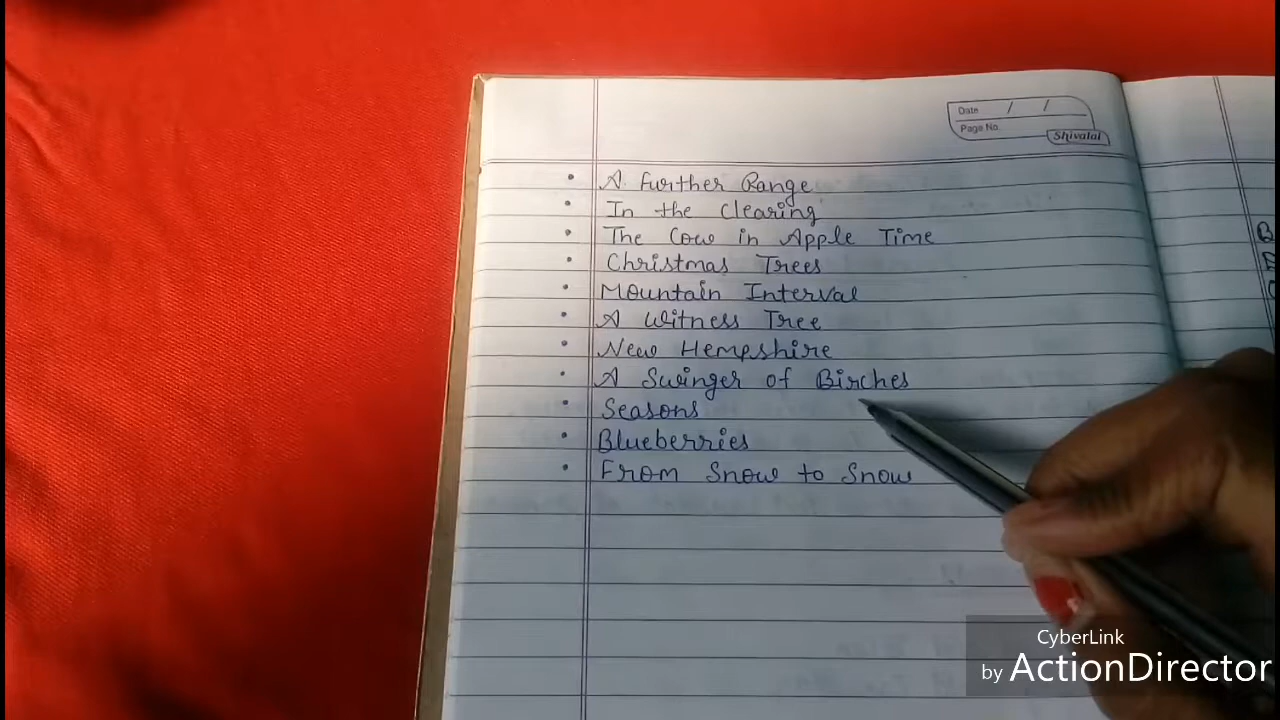 Date / /
Page No.
Shivalal
• A Further Range
• In the Clearing
• The Cow in Apple Time
• Christmas Trees
• Mountain Interval
• A Witness Tree
• New Hempshire
• A Swinger of Birches
• Seasons
• Blueberries
• From Snow to Snow
CyberLink
by ActionDirector